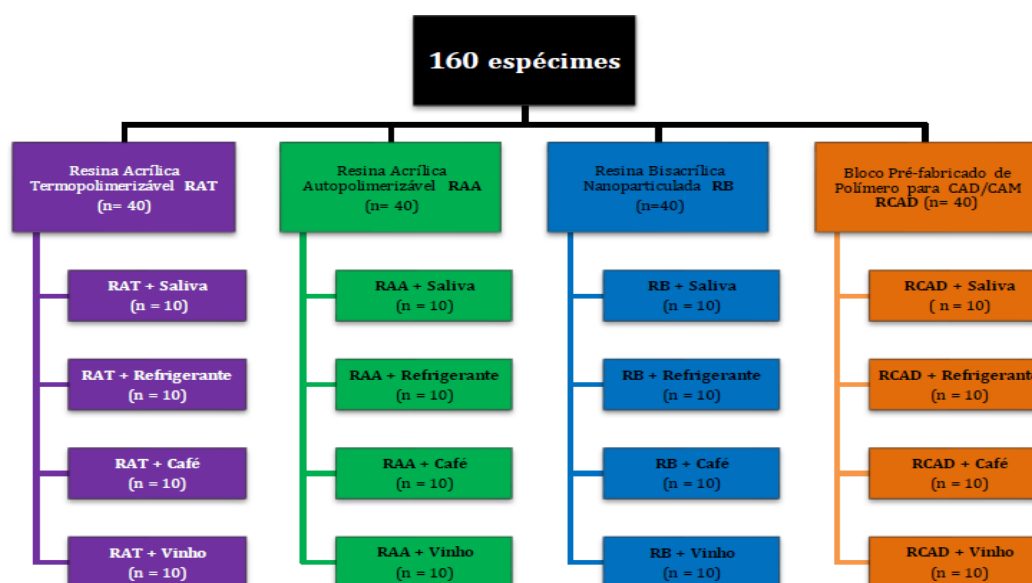 160 espécimes
Resina Acrílica
Termopolimerizável RAT
(n= 40)
RAT + Saliva
(n = 10)
RAT + Refrigerante
(n = 10)
RAT + Café
(n = 10)
RAT + Vinho
(n = 10)
Resina Acrílica
Autopolimerizável RAA
(n= 40)
RAA + Saliva
(n = 10)
RAA + Refrigerante
(n = 10)
RAA + Café
(n = 10)
RAA + Vinho
(n = 10)
Resina Bisacrílica
Nanoparticulada RB
(n=40)
RB + Saliva
(n = 10)
RB + Refrigerante
(n = 10)
RB + Café
(n = 10)
RB + Vinho
(n = 10)
Bloco Pré-fabricado de
Polímero para CAD/CAM
RCAD (n= 40)
RCAD + Saliva
( n = 10)
RCAD + Refrigerante
(n = 10)
RCAD + Café
(n = 10)
RCAD + Vinho
(n = 10)